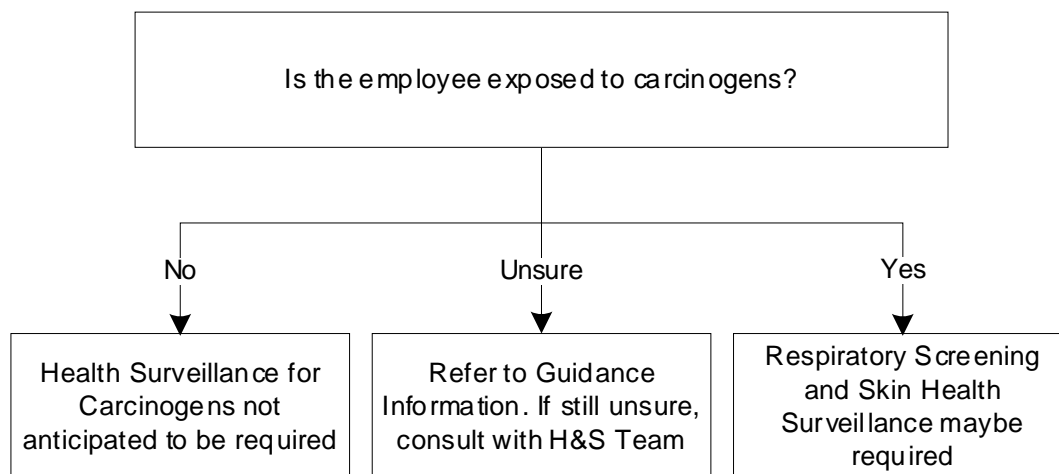 Is the employee exposed to carcinogens?
No
Unsure
Yes
Health Surveillance for
Carcinogens not
anticipated to be required
Refer to Guidance
Information. If still unsure,
consult with H&S Team
Respiratory Screening
and Skin Health
Surveillance maybe
required